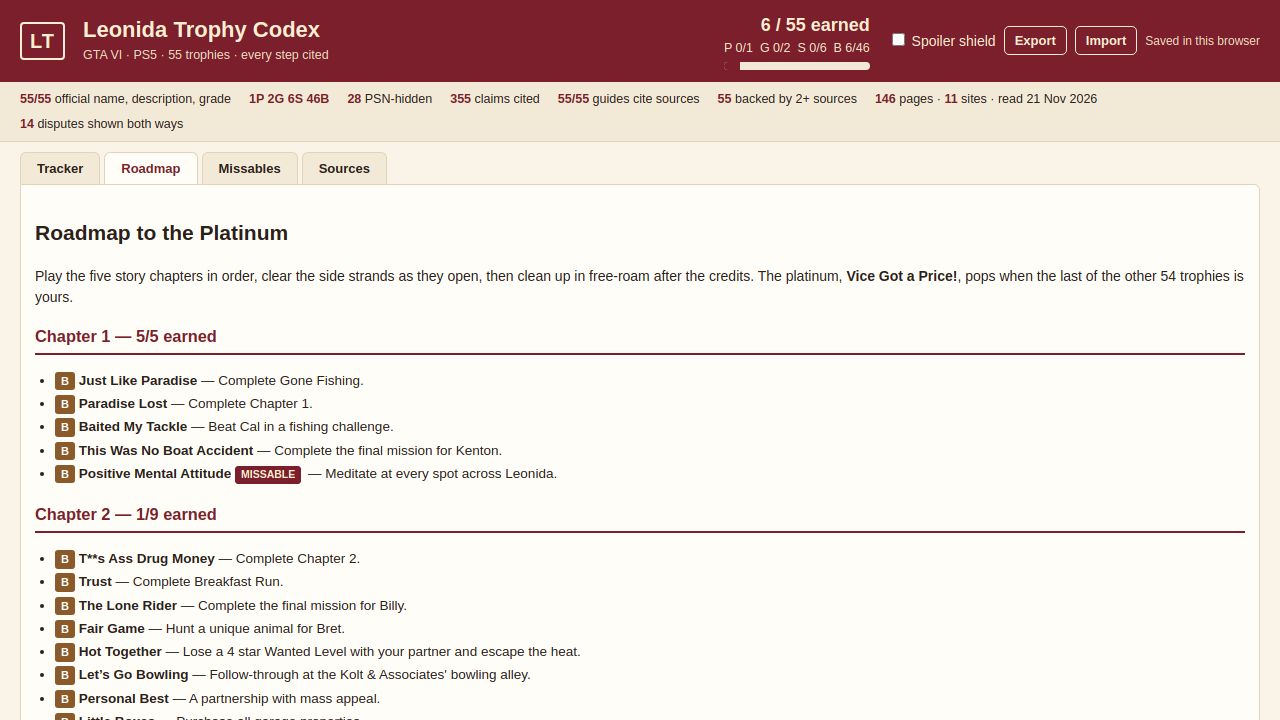 LT
Leonida Trophy Codex
GTA VI · PS5 · 55 trophies · every step cited
6 / 55 earned
P 0/1 G 0/2 S 0/6 B 6/46
Spoiler shield
Export
Import
Saved in this browser
55/55 official name, description, grade 1P 2G 6S 46B 28 PSN-hidden 355 claims cited 55/55 guides cite sources 55 backed by 2+ sources 146 pages · 11 sites · read 21 Nov 2026
14 disputes shown both ways
Tracker Roadmap Missables Sources
Roadmap to the Platinum
Play the five story chapters in order, clear the side strands as they open, then clean up in free-roam after the credits. The platinum, Vice Got a Price!, pops when the last of the other 54 trophies is
yours.
Chapter 1 — 5/5 earned
• B Just Like Paradise — Complete Gone Fishing.
• B Paradise Lost — Complete Chapter 1.
• B Baited My Tackle — Beat Cal in a fishing challenge.
• B This Was No Boat Accident — Complete the final mission for Kenton.
• B Positive Mental Attitude MISSABLE — Meditate at every spot across Leonida.
Chapter 2 — 1/9 earned
• B T**s Ass Drug Money — Complete Chapter 2.
• B Trust — Complete Breakfast Run.
• B The Lone Rider — Complete the final mission for Billy.
• B Fair Game — Hunt a unique animal for Bret.
• B Hot Together — Lose a 4 star Wanted Level with your partner and escape the heat.
• B Let’s Go Bowling — Follow-through at the Kolt & Associates' bowling alley.
• B Personal Best — A partnership with mass appeal.
• B Little Boxes — Purchase all garage properties.